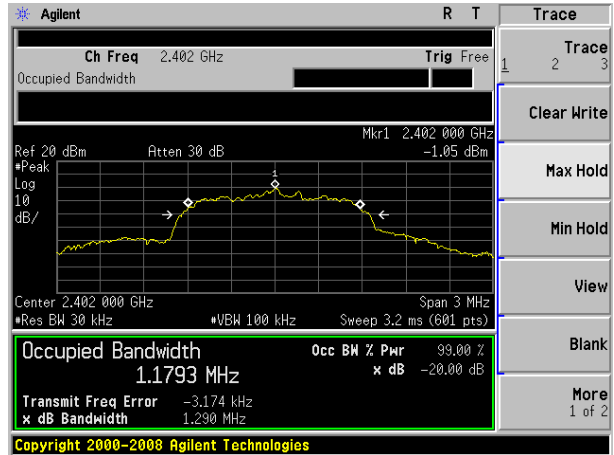 Agilent R T
Ch Freq 2.402 GHz Trig Free
Occupied Bandwidth
Mkr1 2.402 000 GHz
Ref 20 dBm Atten 30 dB -1.05 dBm
#Peak
Log
10
dB/
1
Center 2.402 000 GHz Span 3 MHz
#Res BW 30 kHz #VBW 100 kHz Sweep 3.2 ms (601 pts)
Occupied Bandwidth Occ BW % Pwr 99.00 %
1.1793 MHz x dB -20.00 dB
Transmit Freq Error -3.174 kHz
x dB Bandwidth 1.290 MHz
Copyright 2000-2008 Agilent Technologies
Trace
Trace
1 2 3
Clear Write
Max Hold
Min Hold
View
Blank
More
1 of 2